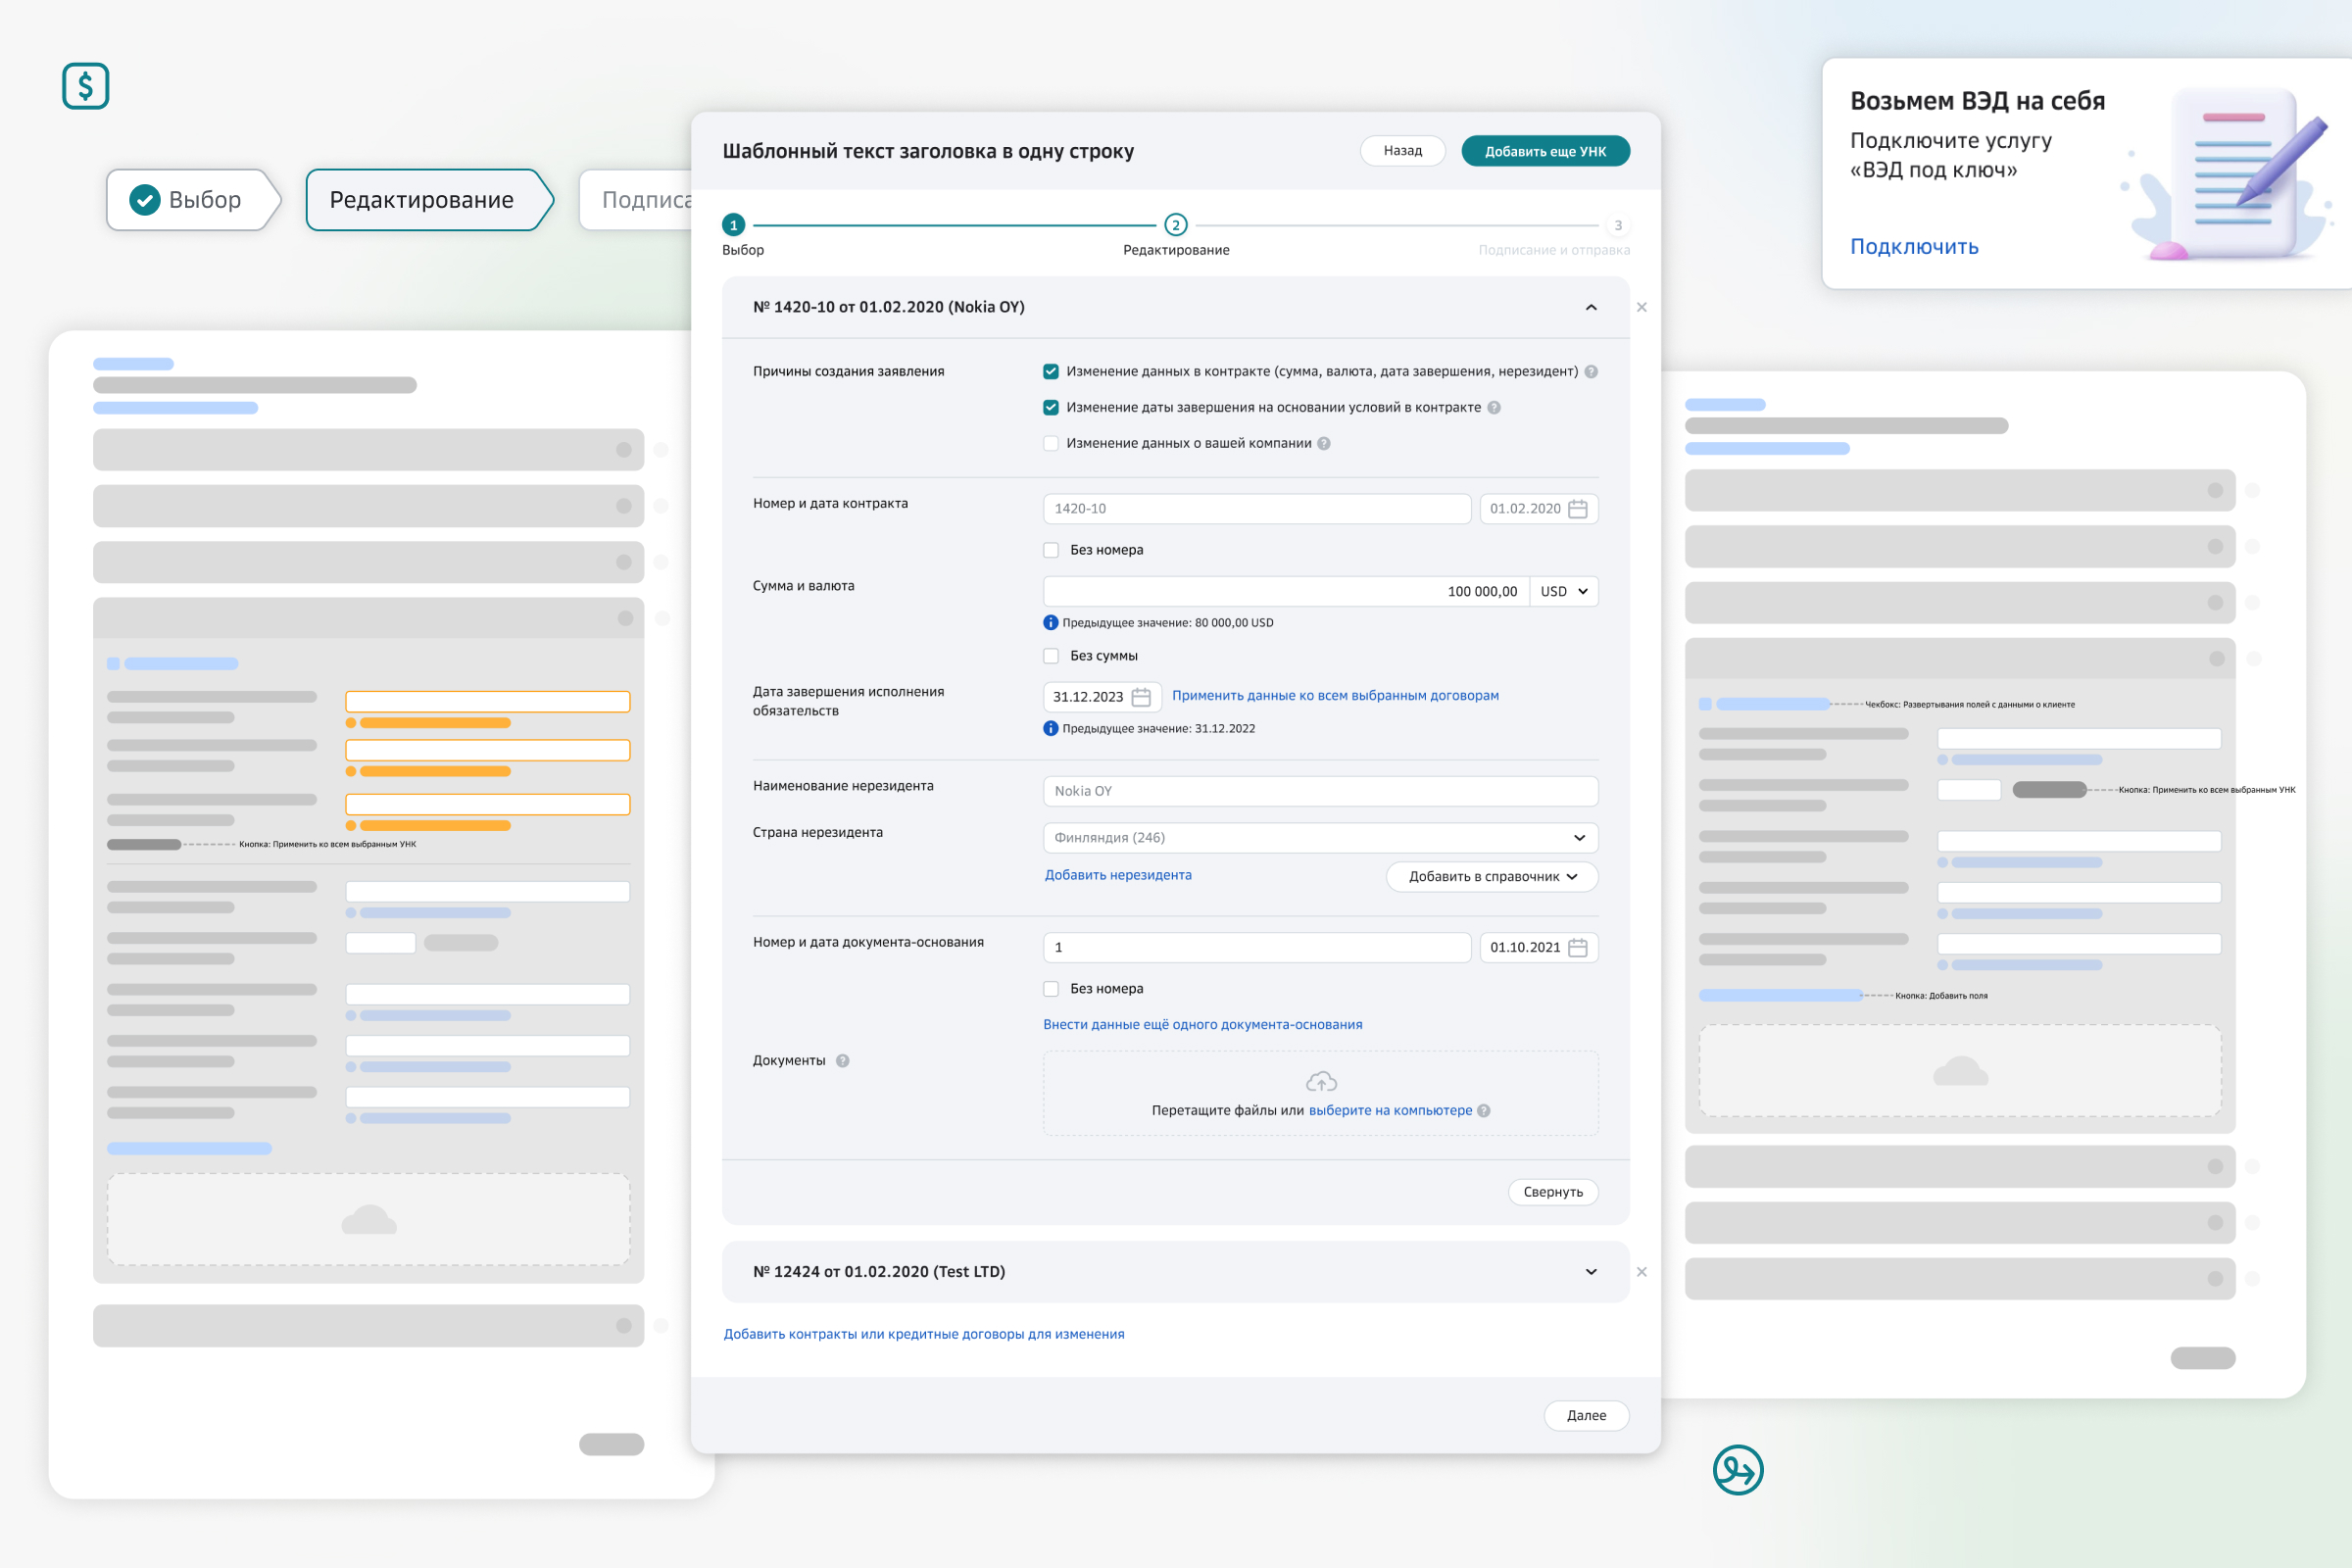 $
Выбор
Редактирование
Возьмем ВЭД на себя
Подключите услугу
«ВЭД под ключ»
Подключить
Шаблонный текст заголовка в одну строку
Назад
Добавить еще УНК
1
2
3
Выбор
Редактирование
Подписание и отправка
№ 1420-10 от 01.02.2020 (Nokia OY)
Причины создания заявления
Изменение данных в контракте (сумма, валюта, дата завершения, нерезидент) ?
Изменение даты завершения на основании условий в контракте ?
Изменение данных о вашей компании ?
Номер и дата контракта
1420-10
01.02.2020
Без номера
Сумма и валюта
100 000,00
USD
Предыдущее значение: 80 000,00 USD
Без суммы
Дата завершения исполнения
обязательств
31.12.2023
Применить данные ко всем выбранным договорам
Предыдущее значение: 31.12.2022
Наименование нерезидента
Nokia OY
Страна нерезидента
Финляндия (246)
Добавить нерезидента
Добавить в справочник
Номер и дата документа-основания
1
01.10.2021
Без номера
Внести данные ещё одного документа-основания
Документы ?
Перетащите файлы или выберите на компьютере ?
Свернуть
№ 12424 от 01.02.2020 (Test LTD)
Добавить контракты или кредитные договоры для изменения
Далее
Кнопка: Применить ко всем выбранным УНК
Чекбокс: Развертывания полей с данными о клиенте
Кнопка: Применить ко всем выбранным УНК
Кнопка: Добавить поля